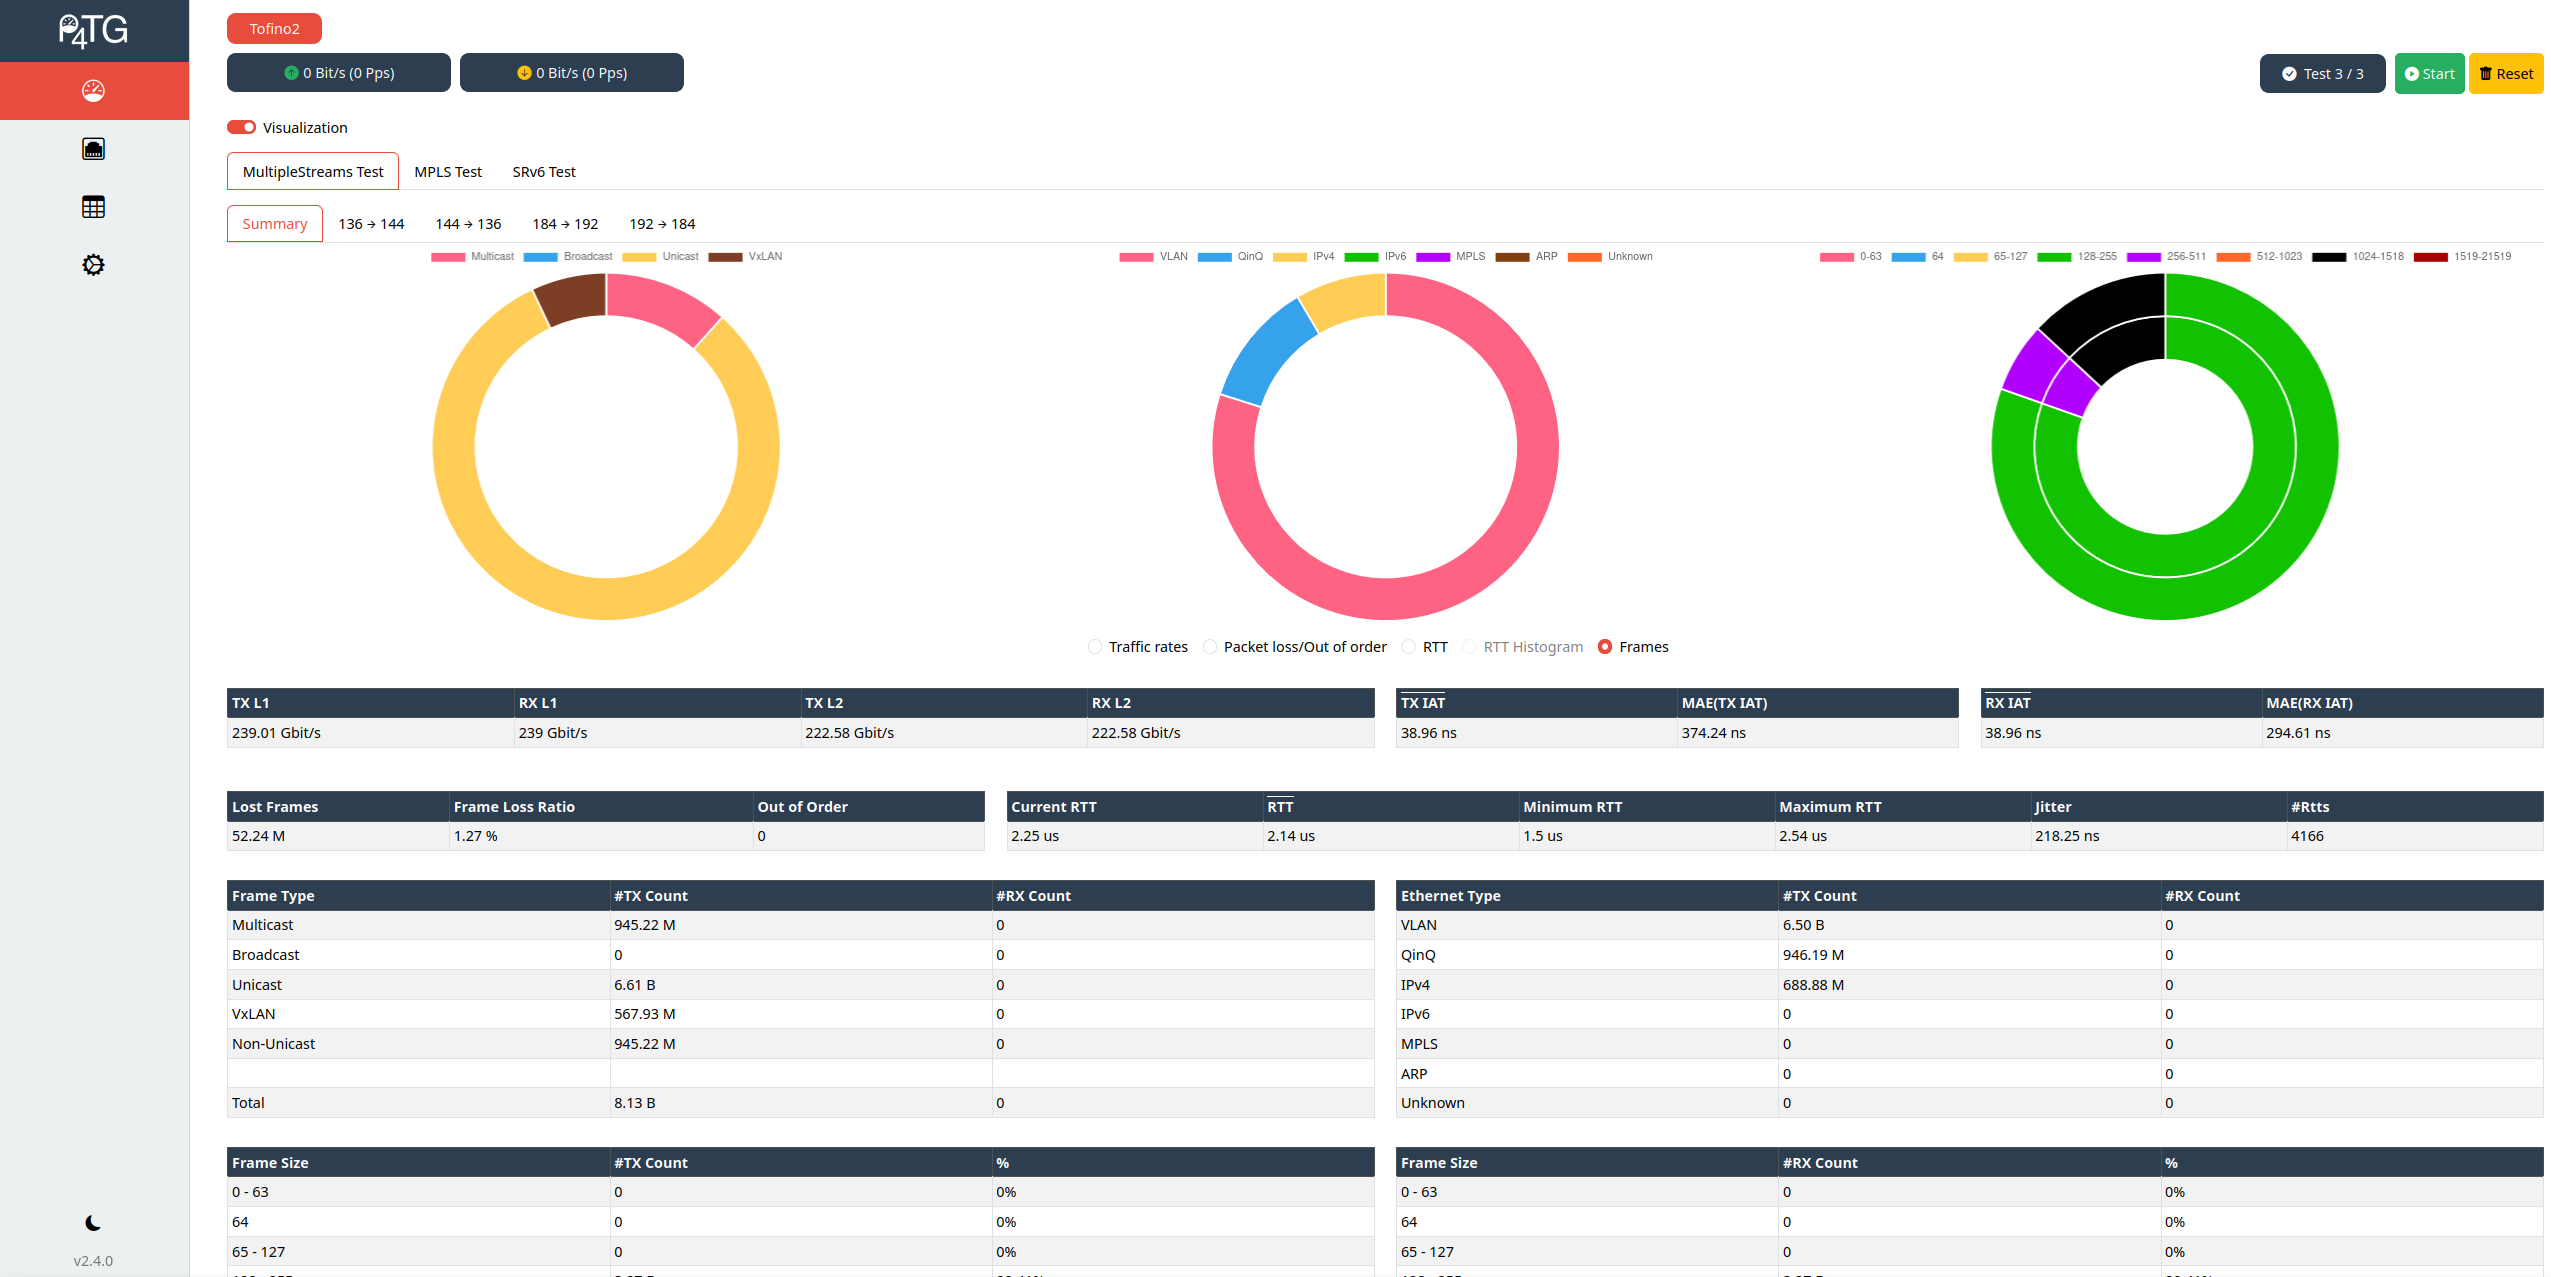 P4TG
Tofino2
0 Bit/s (0 Pps) 0 Bit/s (0 Pps) Test 3 / 3 Start Reset
Visualization
MultipleStreams Test MPLS Test SRv6 Test
Summary 136 → 144 144 → 136 184 → 192 192 → 184
Multicast Broadcast Unicast VxLAN VLAN QinQ IPv4 IPv6 MPLS ARP Unknown 0-63 64 65-127 128-255 256-511 512-1023 1024-1518 1519-21519
Traffic rates Packet loss/Out of order RTT RTT Histogram Frames
TX L1 RX L1 TX L2 RX L2 TX IAT MAE(TX IAT) RX IAT MAE(RX IAT)
239.01 Gbit/s 239 Gbit/s 222.58 Gbit/s 222.58 Gbit/s 38.96 ns 374.24 ns 38.96 ns 294.61 ns
Lost Frames Frame Loss Ratio Out of Order Current RTT RTT Minimum RTT Maximum RTT Jitter #Rtts
52.24 M 1.27 % 0 2.25 us 2.14 us 1.5 us 2.54 us 218.25 ns 4166
Frame Type #TX Count #RX Count Ethernet Type #TX Count #RX Count
Multicast 945.22 M 0 VLAN 6.50 B 0
Broadcast 0 0 QinQ 946.19 M 0
Unicast 6.61 B 0 IPv4 688.88 M 0
VxLAN 567.93 M 0 IPv6 0 0
Non-Unicast 945.22 M 0 MPLS 0 0
ARP 0 0
Total 8.13 B 0 Unknown 0 0
Frame Size #TX Count % Frame Size #RX Count %
0 - 63 0 0% 0 - 63 0 0%
64 0 0% 64 0 0%
65 - 127 0 0% 65 - 127 0 0%
v2.4.0